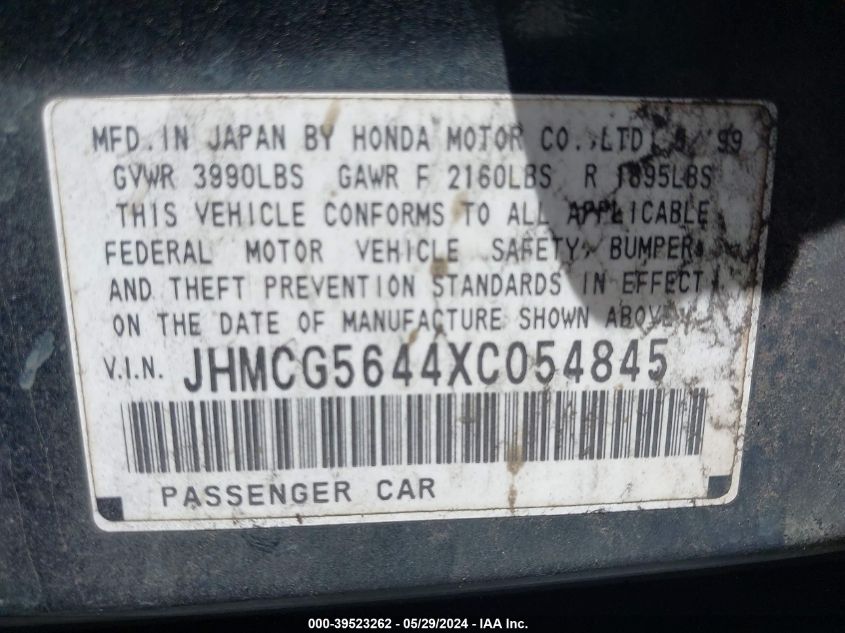 MFD. IN JAPAN BY HONDA MOTOR CO.,LTD. '99
GVWR 3990LBS GAWR F 2160LBS R 1895LBS
THIS VEHICLE CONFORMS TO ALL APPLICABLE
FEDERAL MOTOR VEHICLE SAFETY, BUMPER,
AND THEFT PREVENTION STANDARDS IN EFFECT
ON THE DATE OF MANUFACTURE SHOWN ABOVE.
V.I.N. JHMCG5644XC054845
PASSENGER CAR
000-39523262 - 05/29/2024 - IAA Inc.